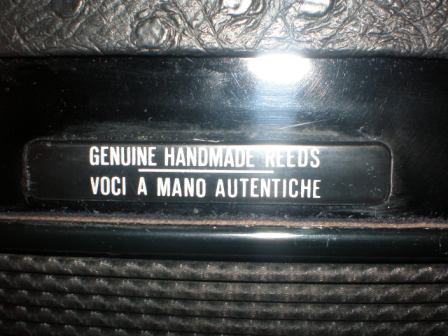 GENUINE HANDMADE REEDS
VOCI A MANO AUTENTICHE